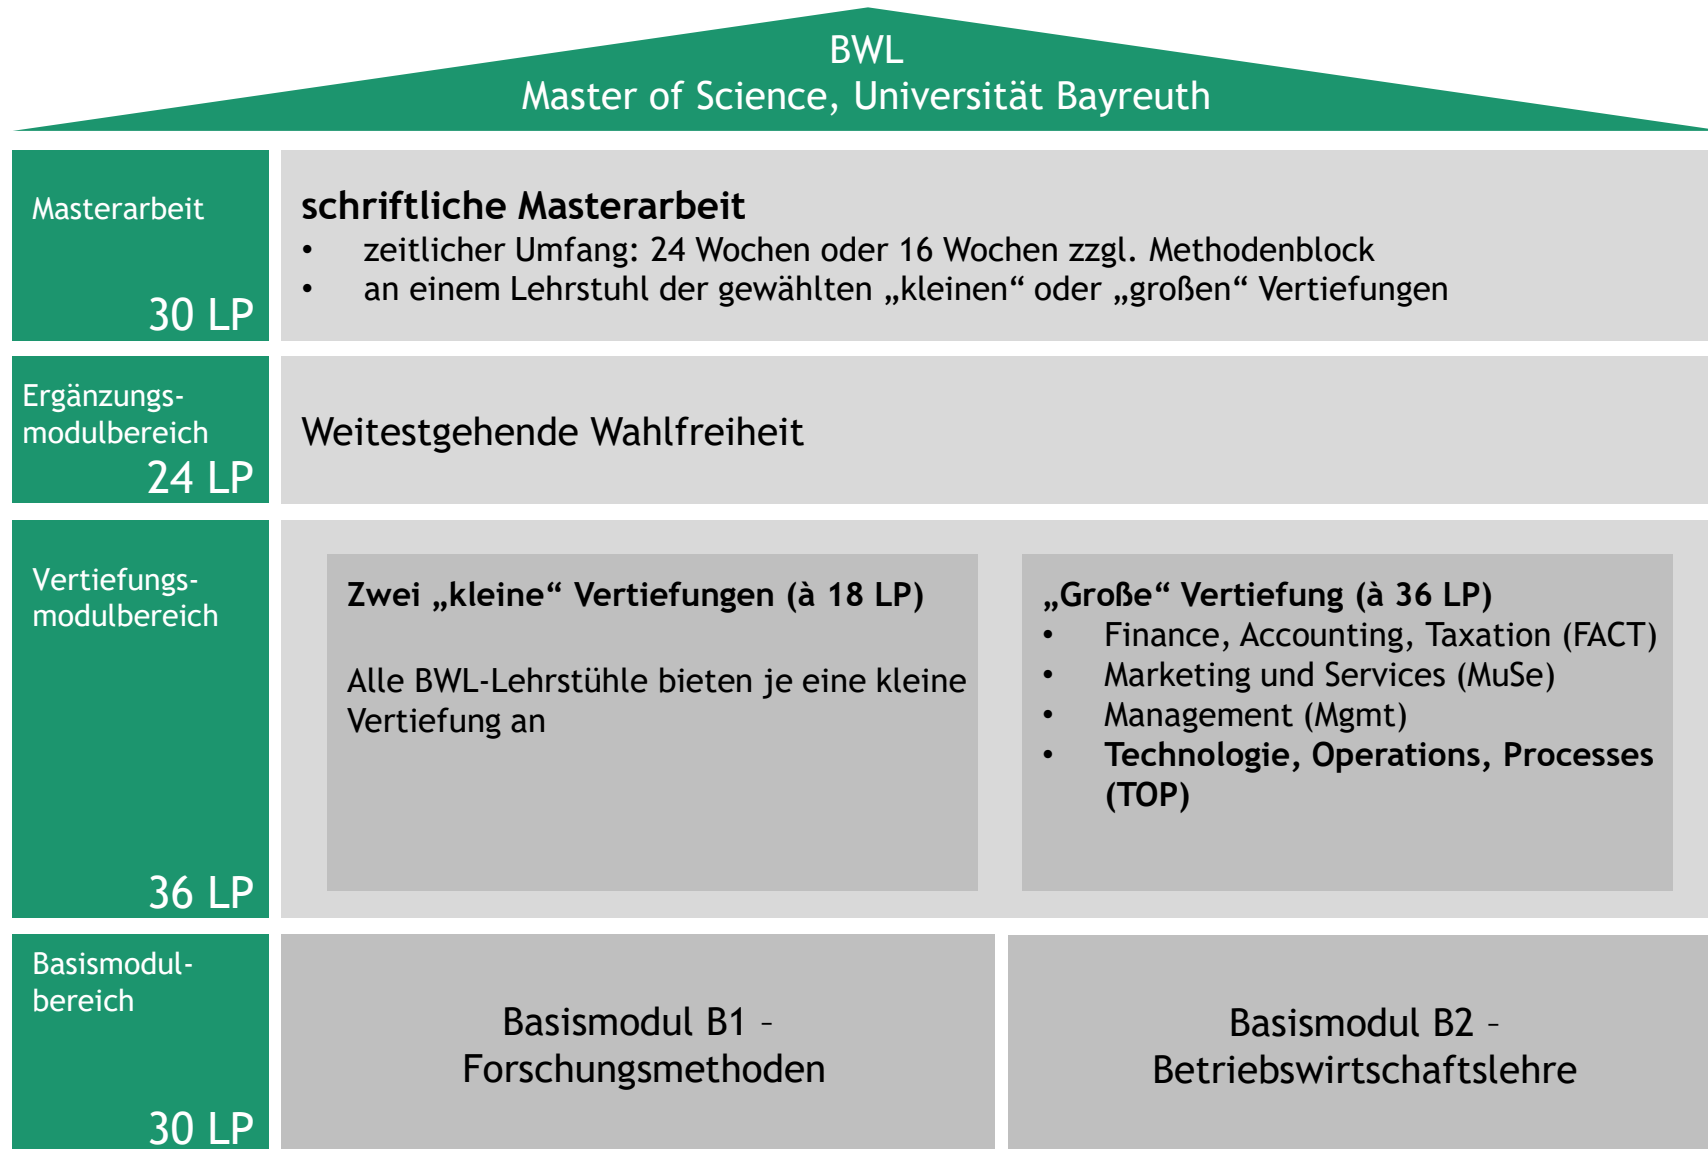 BWL
Master of Science, Universität Bayreuth
Masterarbeit
30 LP
schriftliche Masterarbeit
• zeitlicher Umfang: 24 Wochen oder 16 Wochen zzgl. Methodenblock
• an einem Lehrstuhl der gewählten „kleinen“ oder „großen“ Vertiefungen
Ergänzungs-
modulbereich
24 LP
Weitestgehende Wahlfreiheit
Vertiefungs-
modulbereich
36 LP
Zwei „kleine“ Vertiefungen (à 18 LP)
Alle BWL-Lehrstühle bieten je eine kleine
Vertiefung an
„Große“ Vertiefung (à 36 LP)
• Finance, Accounting, Taxation (FACT)
• Marketing und Services (MuSe)
• Management (Mgmt)
• Technologie, Operations, Processes
(TOP)
Basismodul-
bereich
30 LP
Basismodul B1 –
Forschungsmethoden
Basismodul B2 –
Betriebswirtschaftslehre